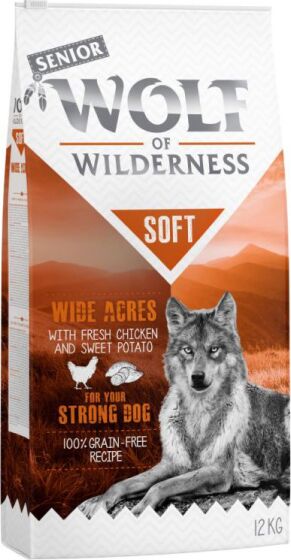 SENIOR
WOLF
OF
WILDERNESS
SOFT
WIDE ACRES
WITH FRESH CHICKEN
AND SWEET POTATO
FOR YOUR
STRONG DOG
100% GRAIN-FREE
RECIPE
12 KG